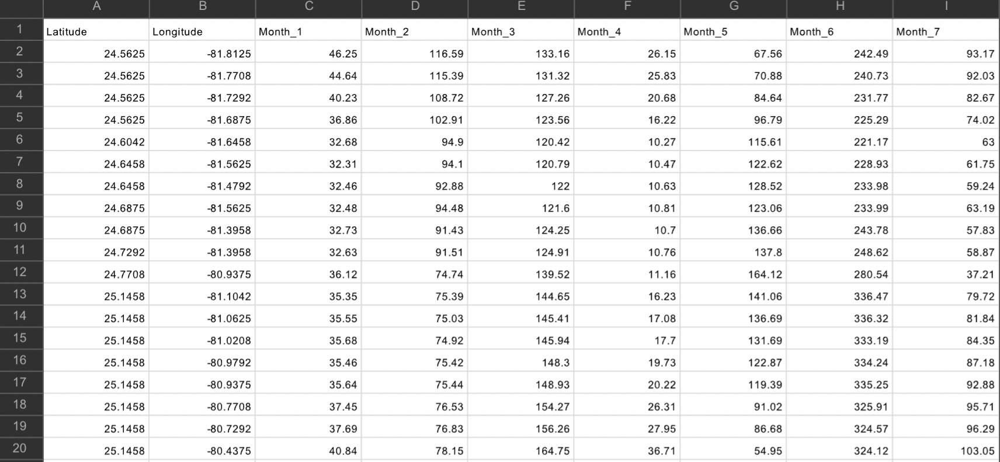 A B C D E F G H I
1 Latitude Longitude Month_1 Month_2 Month_3 Month_4 Month_5 Month_6 Month_7
2 24.5625 -81.8125 46.25 116.59 133.16 26.15 67.56 242.49 93.17
3 24.5625 -81.7708 44.64 115.39 131.32 25.83 70.88 240.73 92.03
4 24.5625 -81.7292 40.23 108.72 127.26 20.68 84.64 231.77 82.67
5 24.5625 -81.6875 36.86 102.91 123.56 16.22 96.79 225.29 74.02
6 24.6042 -81.6458 32.68 94.9 120.42 10.27 115.61 221.17 63
7 24.6458 -81.5625 32.31 94.1 120.79 10.47 122.62 228.93 61.75
8 24.6458 -81.4792 32.46 92.88 122 10.63 128.52 233.98 59.24
9 24.6875 -81.5625 32.48 94.48 121.6 10.81 123.06 233.99 63.19
10 24.6875 -81.3958 32.73 91.43 124.25 10.7 136.66 243.78 57.83
11 24.7292 -81.3958 32.63 91.51 124.91 10.76 137.8 248.62 58.87
12 24.7708 -80.9375 36.12 74.74 139.52 11.16 164.12 280.54 37.21
13 25.1458 -81.1042 35.35 75.39 144.65 16.23 141.06 336.47 79.72
14 25.1458 -81.0625 35.55 75.03 145.41 17.08 136.69 336.32 81.84
15 25.1458 -81.0208 35.68 74.92 145.94 17.7 131.69 333.19 84.35
16 25.1458 -80.9792 35.46 75.42 148.3 19.73 122.87 334.24 87.18
17 25.1458 -80.9375 35.64 75.44 148.93 20.22 119.39 335.25 92.88
18 25.1458 -80.7708 37.45 76.53 154.27 26.31 91.02 325.91 95.71
19 25.1458 -80.7292 37.69 76.83 156.26 27.95 86.68 324.57 96.29
20 25.1458 -80.4375 40.84 78.15 164.75 36.71 54.95 324.12 103.05